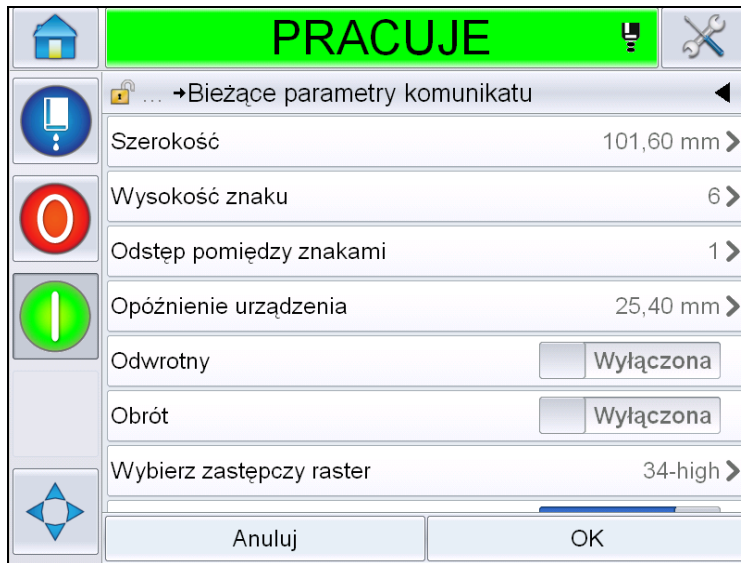 PRACUJE
... →Bieżące parametry komunikatu
Szerokość 101,60 mm
Wysokość znaku 6
Odstęp pomiędzy znakami 1
Opóźnienie urządzenia 25,40 mm
Odwrotny Wyłączona
Obrót Wyłączona
Wybierz zastępczy raster 34-high
Anuluj OK